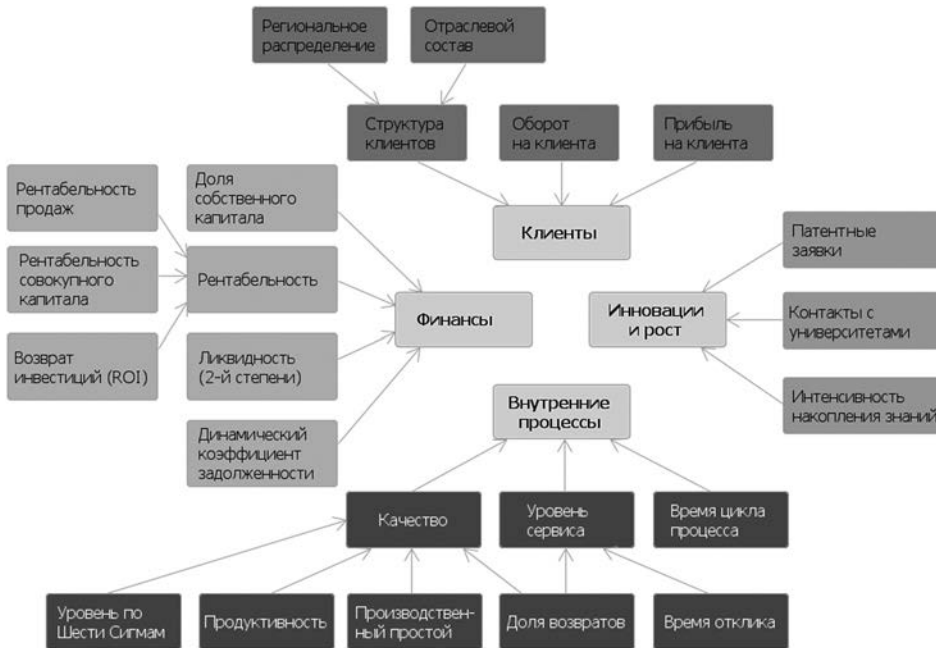 Региональное
распределение
Отраслевой
состав
Структура
клиентов
Оборот
на клиента
Прибыль
на клиента
Рентабельность
продаж
Доля
собственного
капитала
Клиенты
Патентные
заявки
Рентабельность
совокупного
капитала
Рентабельность
Финансы
Инновации
и рост
Контакты с
университетами
Возврат
инвестиций (ROI)
Ликвидность
(2-й степени)
Интенсивность
накопления знаний
Внутренние
процессы
Динамический
коэффициент
задолженности
Качество
Уровень
сервиса
Время цикла
процесса
Уровень по
Шести Сигмам
Продуктивность
Производствен-
ный простой
Доля возвратов
Время отклика